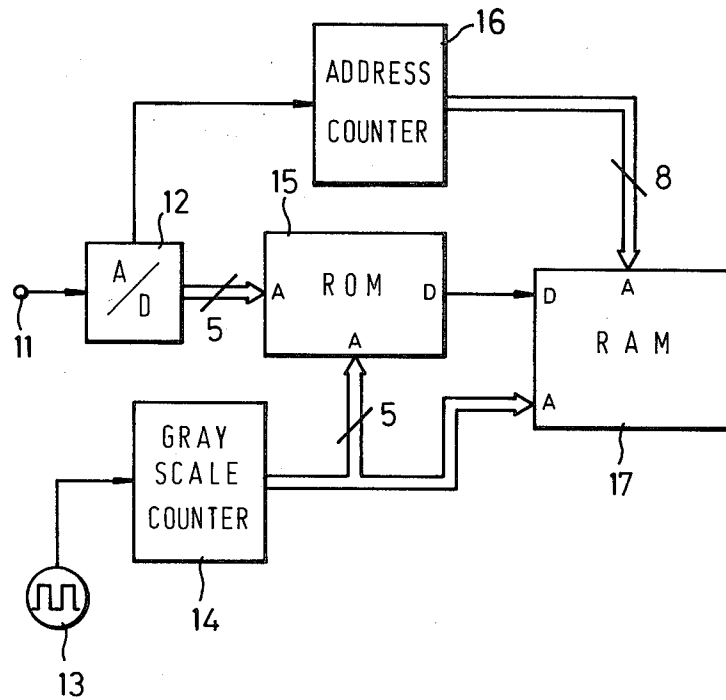 16
ADDRESS
COUNTER
8
15
12
A/D
11
5
A
ROM
D
A
5
D
A
RAM
A
17
GRAY
SCALE
COUNTER
14
13